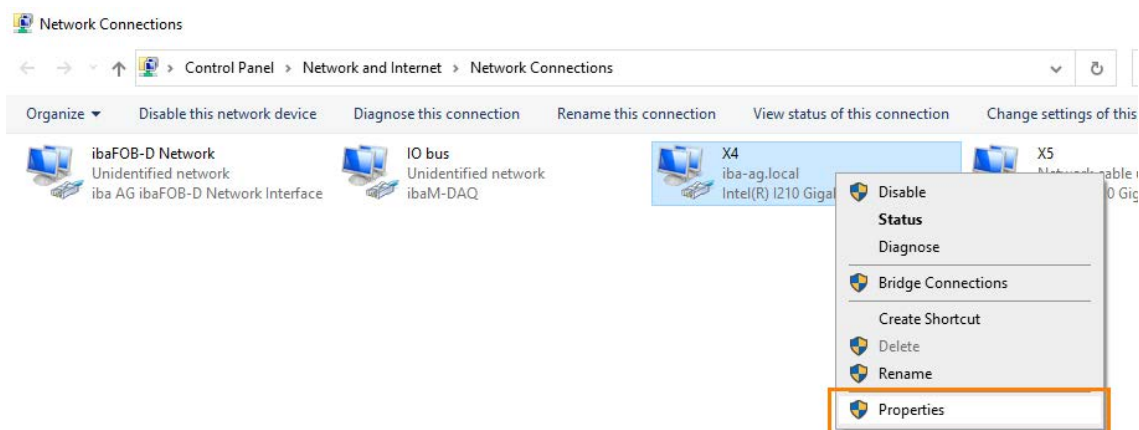 Network Connections
Control Panel > Network and Internet > Network Connections
Organize Disable this network device Diagnose this connection Rename this connection View status of this connection Change settings of this
ibaFOB-D Network
Unidentified network
iba AG ibaFOB-D Network Interface
IO bus
Unidentified network
ibaM-DAQ
X4
iba-ag.local
Intel(R) I210
X5
Network cable
Disable
Status
Diagnose
Bridge Connections
Create Shortcut
Delete
Rename
Properties